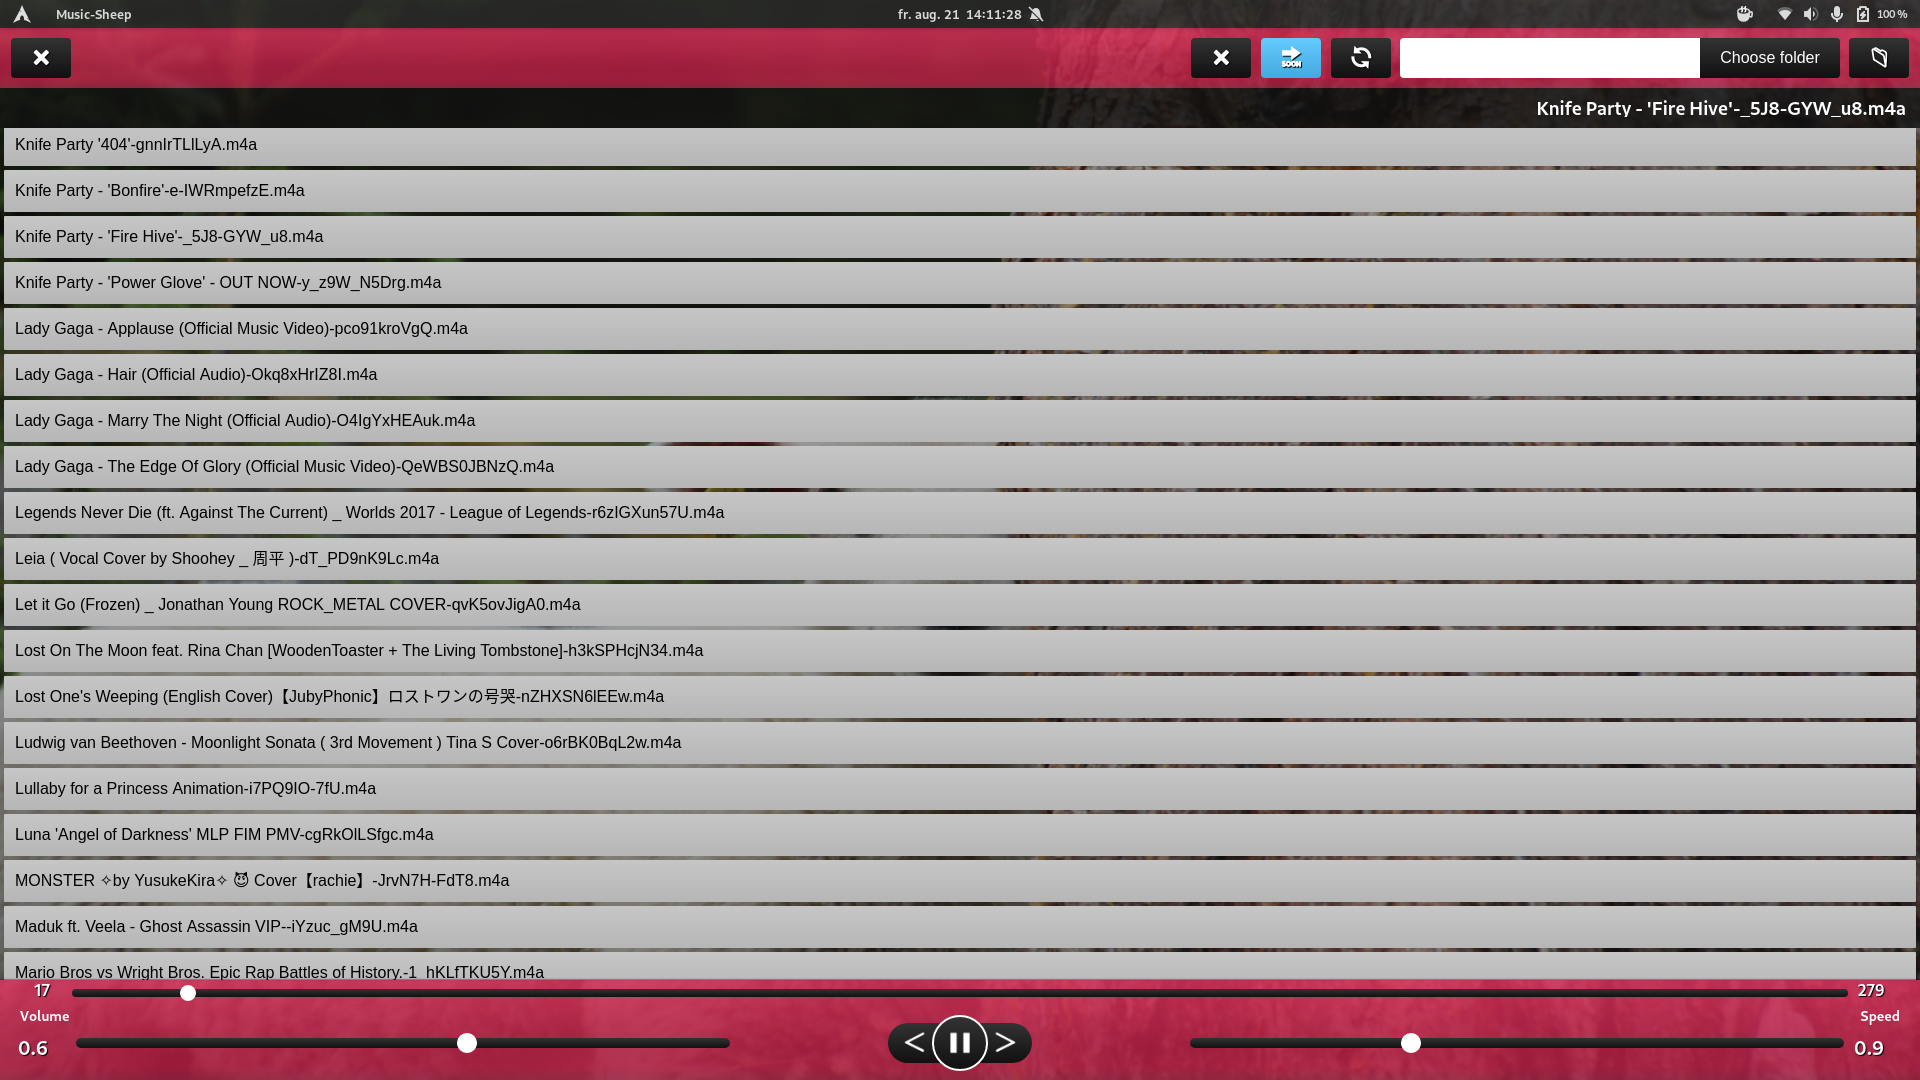 Music-Sheep
fr. aug. 21 14:11:28
100 %
SOON
Choose folder
Knife Party - 'Fire Hive'-_5J8-GYW_u8.m4a
Knife Party '404'-gnnIrTLlLyA.m4a
Knife Party - 'Bonfire'-e-IWRmpefzE.m4a
Knife Party - 'Fire Hive'-_5J8-GYW_u8.m4a
Knife Party - 'Power Glove' - OUT NOW-y_z9W_N5Drg.m4a
Lady Gaga - Applause (Official Music Video)-pco91kroVgQ.m4a
Lady Gaga - Hair (Official Audio)-Okq8xHrIZ8I.m4a
Lady Gaga - Marry The Night (Official Audio)-O4IgYxHEAuk.m4a
Lady Gaga - The Edge Of Glory (Official Music Video)-QeWBS0JBNzQ.m4a
Legends Never Die (ft. Against The Current) _ Worlds 2017 - League of Legends-r6zIGXun57U.m4a
Leia ( Vocal Cover by Shoohey _ 周平 )-dT_PD9nK9Lc.m4a
Let it Go (Frozen) _ Jonathan Young ROCK_METAL COVER-qvK5ovJigA0.m4a
Lost On The Moon feat. Rina Chan [WoodenToaster + The Living Tombstone]-h3kSPHcjN34.m4a
Lost One's Weeping (English Cover)【JubyPhonic】ロストワンの号哭-nZHXSN6lEEw.m4a
Ludwig van Beethoven - Moonlight Sonata ( 3rd Movement ) Tina S Cover-o6rBK0BqL2w.m4a
Lullaby for a Princess Animation-i7PQ9IO-7fU.m4a
Luna 'Angel of Darkness' MLP FIM PMV-cgRkOlLSfgc.m4a
MONSTER ✧by YusukeKira✧ 😈 Cover【rachie】-JrvN7H-FdT8.m4a
Maduk ft. Veela - Ghost Assassin VIP--iYzuc_gM9U.m4a
Mario Bros vs Wright Bros. Epic Rap Battles of History.-1_hKLfTKU5Y.m4a
17
279
Volume
Speed
0.6
0.9